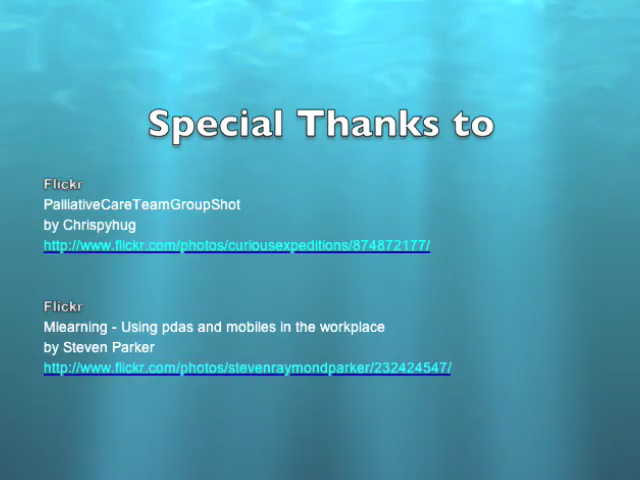 Special Thanks to
Flickr
PalliativeCareTeamGroupShot
by Chrispyhug
http://www.flickr.com/photos/curiousexpeditions/874872177/
Flickr
Mlearning - Using pdas and mobiles in the workplace
by Steven Parker
http://www.flickr.com/photos/stevenraymondparker/232424547/